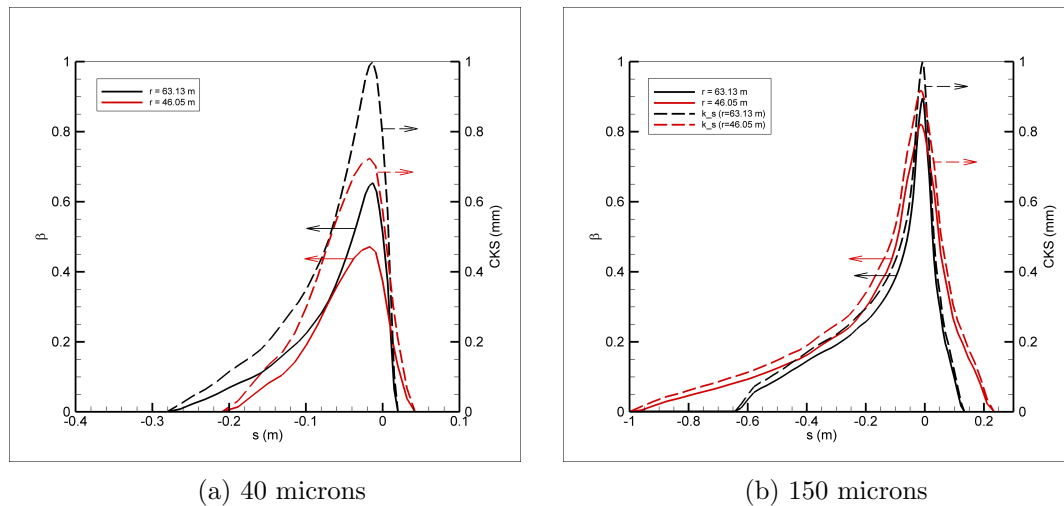 r = 63.13 m
r = 46.05 m
β
CKS (mm)
0
0.2
0.4
0.6
0.8
1
0
0.2
0.4
0.6
0.8
1
-0.4
-0.3
-0.2
-0.1
0
0.1
s (m)
(a) 40 microns
r = 63.13 m
r = 46.05 m
k_s (r=63.13 m)
k_s (r=46.05 m)
β
CKS (mm)
0
0.2
0.4
0.6
0.8
1
0
0.2
0.4
0.6
0.8
1
-1
-0.8
-0.6
-0.4
-0.2
0
0.2
s (m)
(b) 150 microns